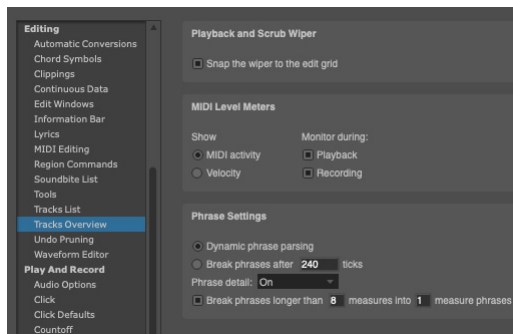 Editing
Automatic Conversions
Chord Symbols
Clippings
Continuous Data
Edit Windows
Information Bar
Lyrics
MIDI Editing
Region Commands
Soundbite List
Tools
Tracks List
Tracks Overview
Undo Pruning
Waveform Editor
Play And Record
Audio Options
Click
Click Defaults
Countoff
Playback and Scrub Wiper
Snap the wiper to the edit grid
MIDI Level Meters
Show Monitor during:
MIDI activity Playback
Velocity Recording
Phrase Settings
Dynamic phrase parsing
Break phrases after 240 ticks
Phrase detail: On
Break phrases longer than 8 measures into 1 measure phrases